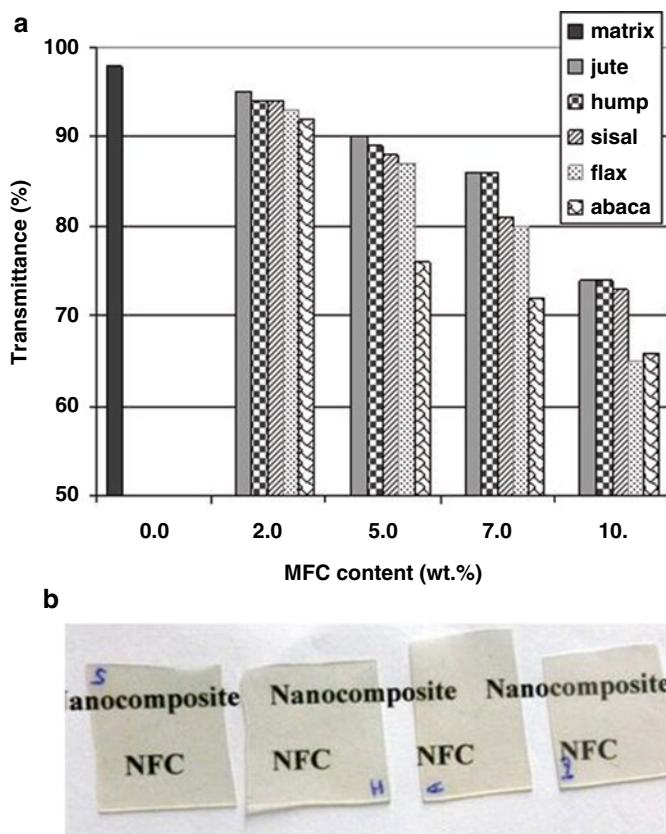 a
100
90
80
70
60
50
Transmittance (%)
matrix
jute
hump
sisal
flax
abaca
0.0 2.0 5.0 7.0 10.
MFC content (wt.%)
b
S
anocomposite Nanocomposite Nanocomposite
NFC NFC NFC NFC
H A